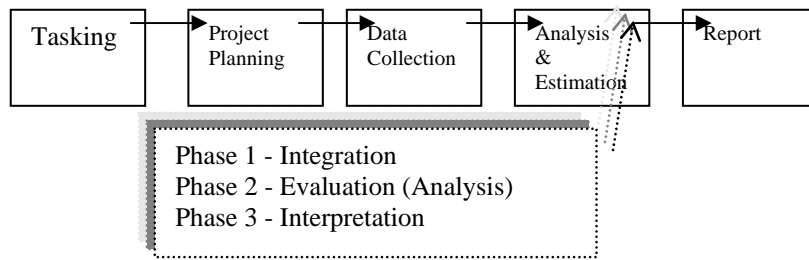 Tasking
Project
Planning
Data
Collection
Analysis
&
Estimation
Report
Phase 1 - Integration
Phase 2 - Evaluation (Analysis)
Phase 3 - Interpretation